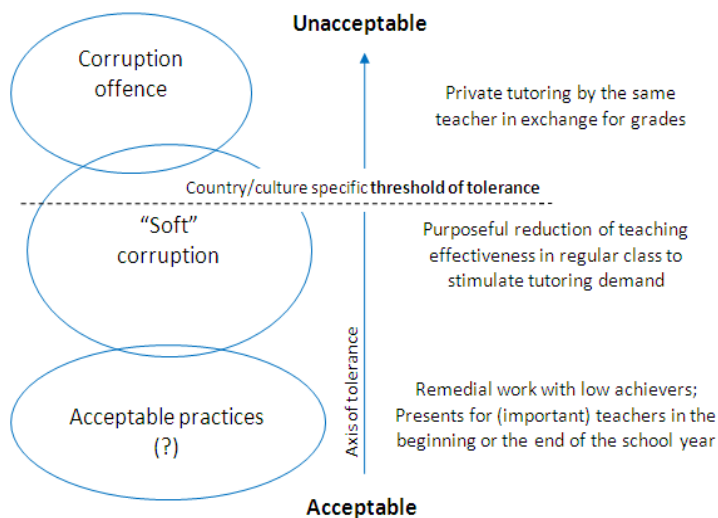 Unacceptable
Corruption
offence
Private tutoring by the same
teacher in exchange for grades
Country/culture specific threshold of tolerance
“Soft”
corruption
Purposeful reduction of teaching
effectiveness in regular class to
stimulate tutoring demand
Axis of tolerance
Acceptable practices
(?)
Remedial work with low achievers;
Presents for (important) teachers in the
beginning or the end of the school year
Acceptable